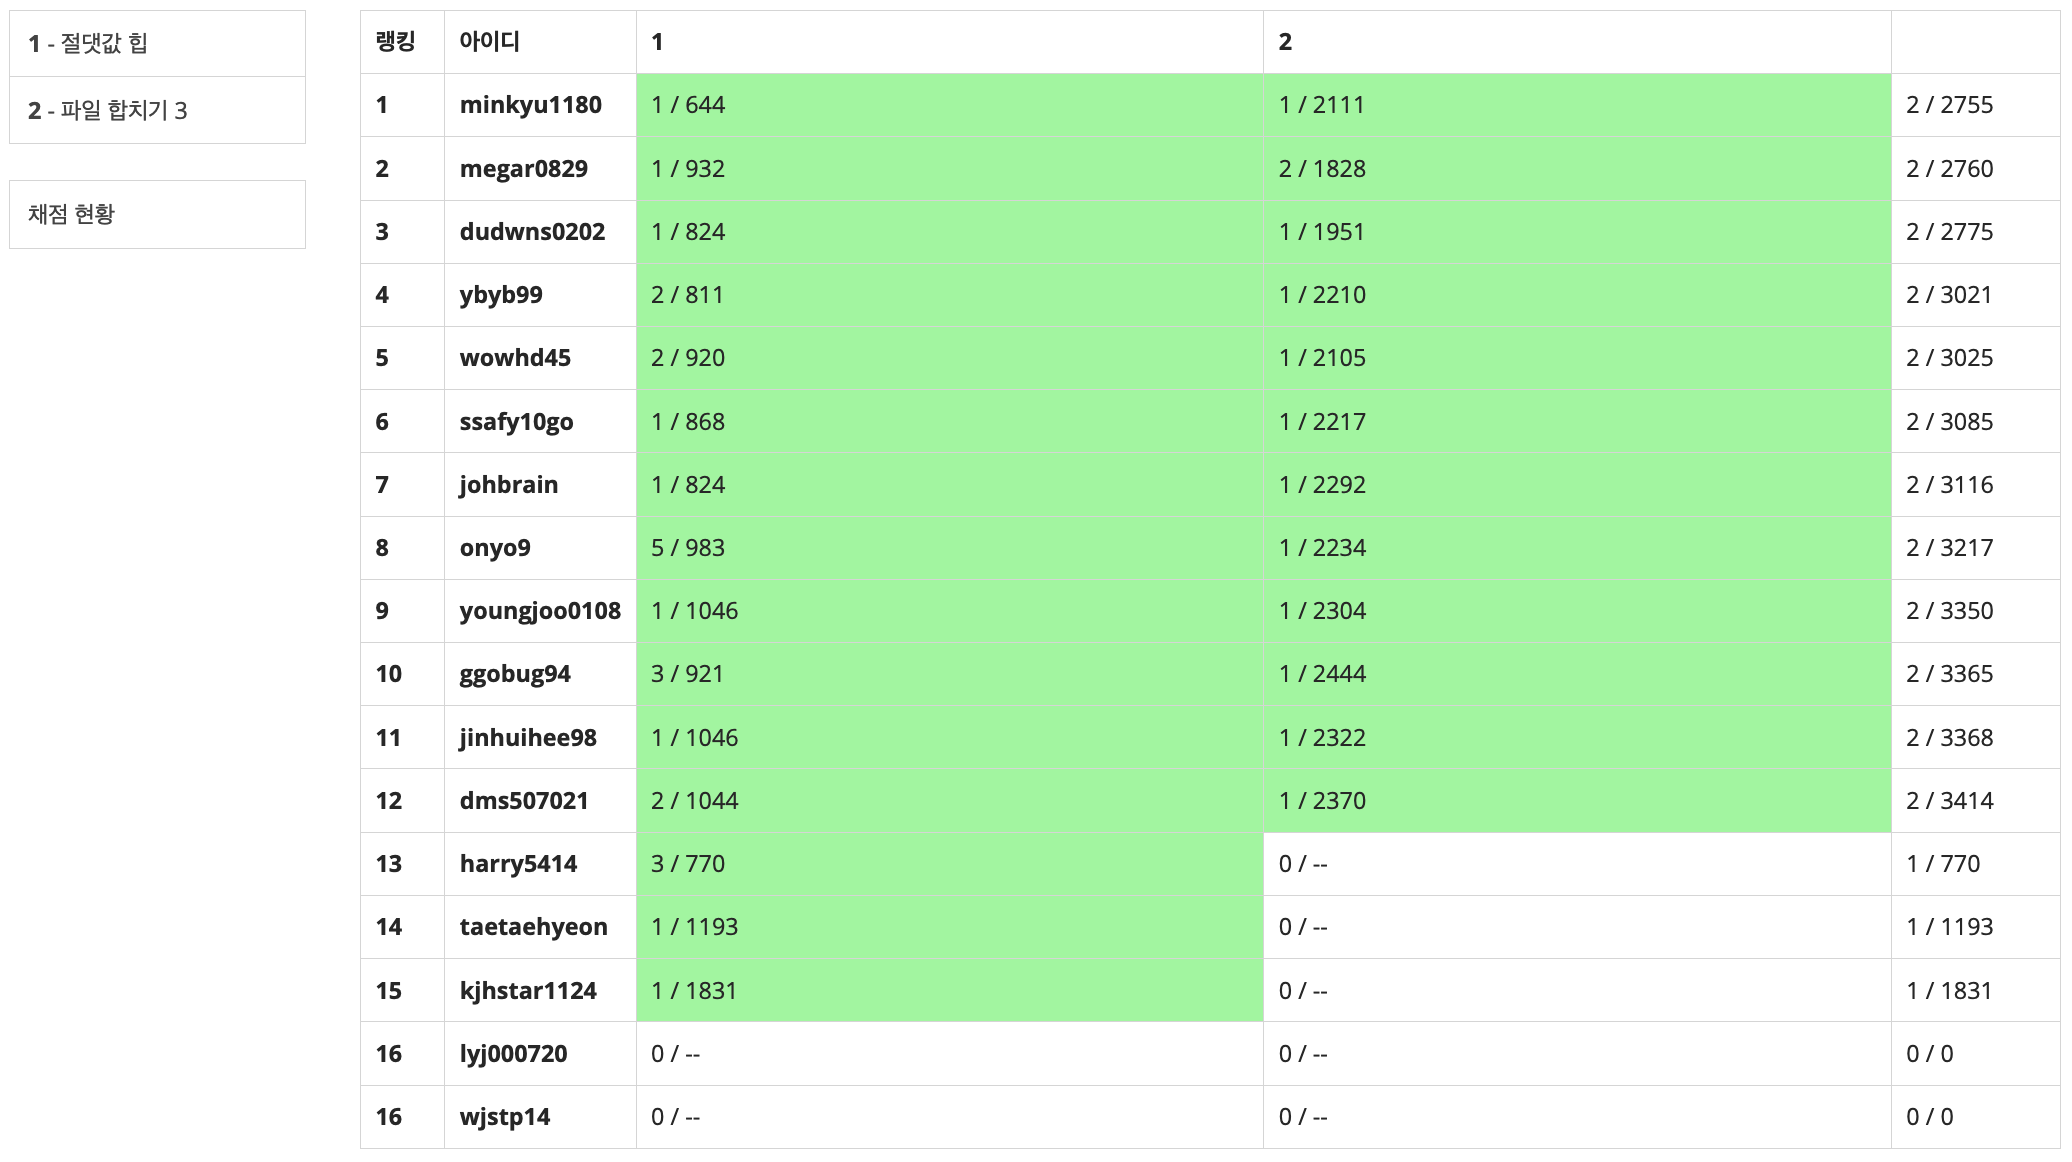 1 - 절댓값 힙
2 - 파일 합치기 3
채점 현황
랭킹 아이디 1 2
1 minkyu1180 1 / 644 1 / 2111 2 / 2755
2 megar0829 1 / 932 2 / 1828 2 / 2760
3 dudwns0202 1 / 824 1 / 1951 2 / 2775
4 ybyb99 2 / 811 1 / 2210 2 / 3021
5 wowhd45 2 / 920 1 / 2105 2 / 3025
6 ssafy10go 1 / 868 1 / 2217 2 / 3085
7 johbrain 1 / 824 1 / 2292 2 / 3116
8 onyo9 5 / 983 1 / 2234 2 / 3217
9 youngjoo0108 1 / 1046 1 / 2304 2 / 3350
10 ggobug94 3 / 921 1 / 2444 2 / 3365
11 jinhuihee98 1 / 1046 1 / 2322 2 / 3368
12 dms507021 2 / 1044 1 / 2370 2 / 3414
13 harry5414 3 / 770 0 / -- 1 / 770
14 taetaehyeon 1 / 1193 0 / -- 1 / 1193
15 kjhstar1124 1 / 1831 0 / -- 1 / 1831
16 lyj000720 0 / -- 0 / -- 0 / 0
16 wjstp14 0 / -- 0 / -- 0 / 0